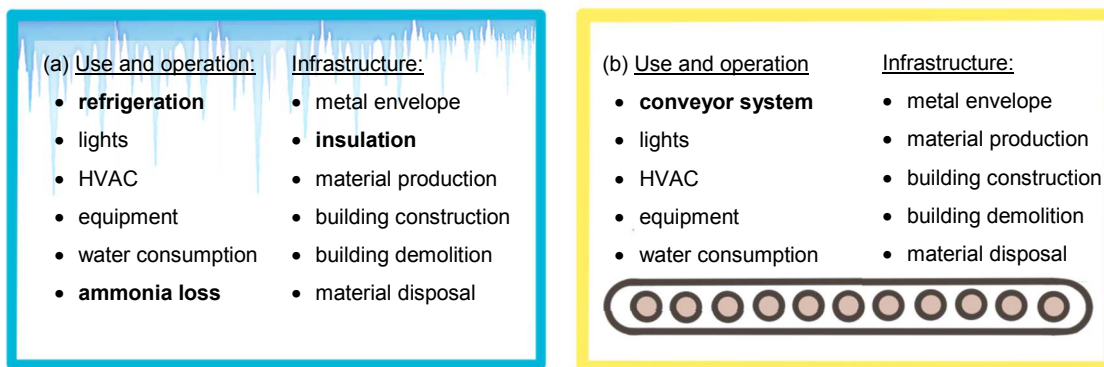 (a) Use and operation:
• refrigeration
• lights
• HVAC
• equipment
• water consumption
• ammonia loss
Infrastructure:
• metal envelope
• insulation
• material production
• building construction
• building demolition
• material disposal
(b) Use and operation
• conveyor system
• lights
• HVAC
• equipment
• water consumption
Infrastructure:
• metal envelope
• material production
• building construction
• building demolition
• material disposal